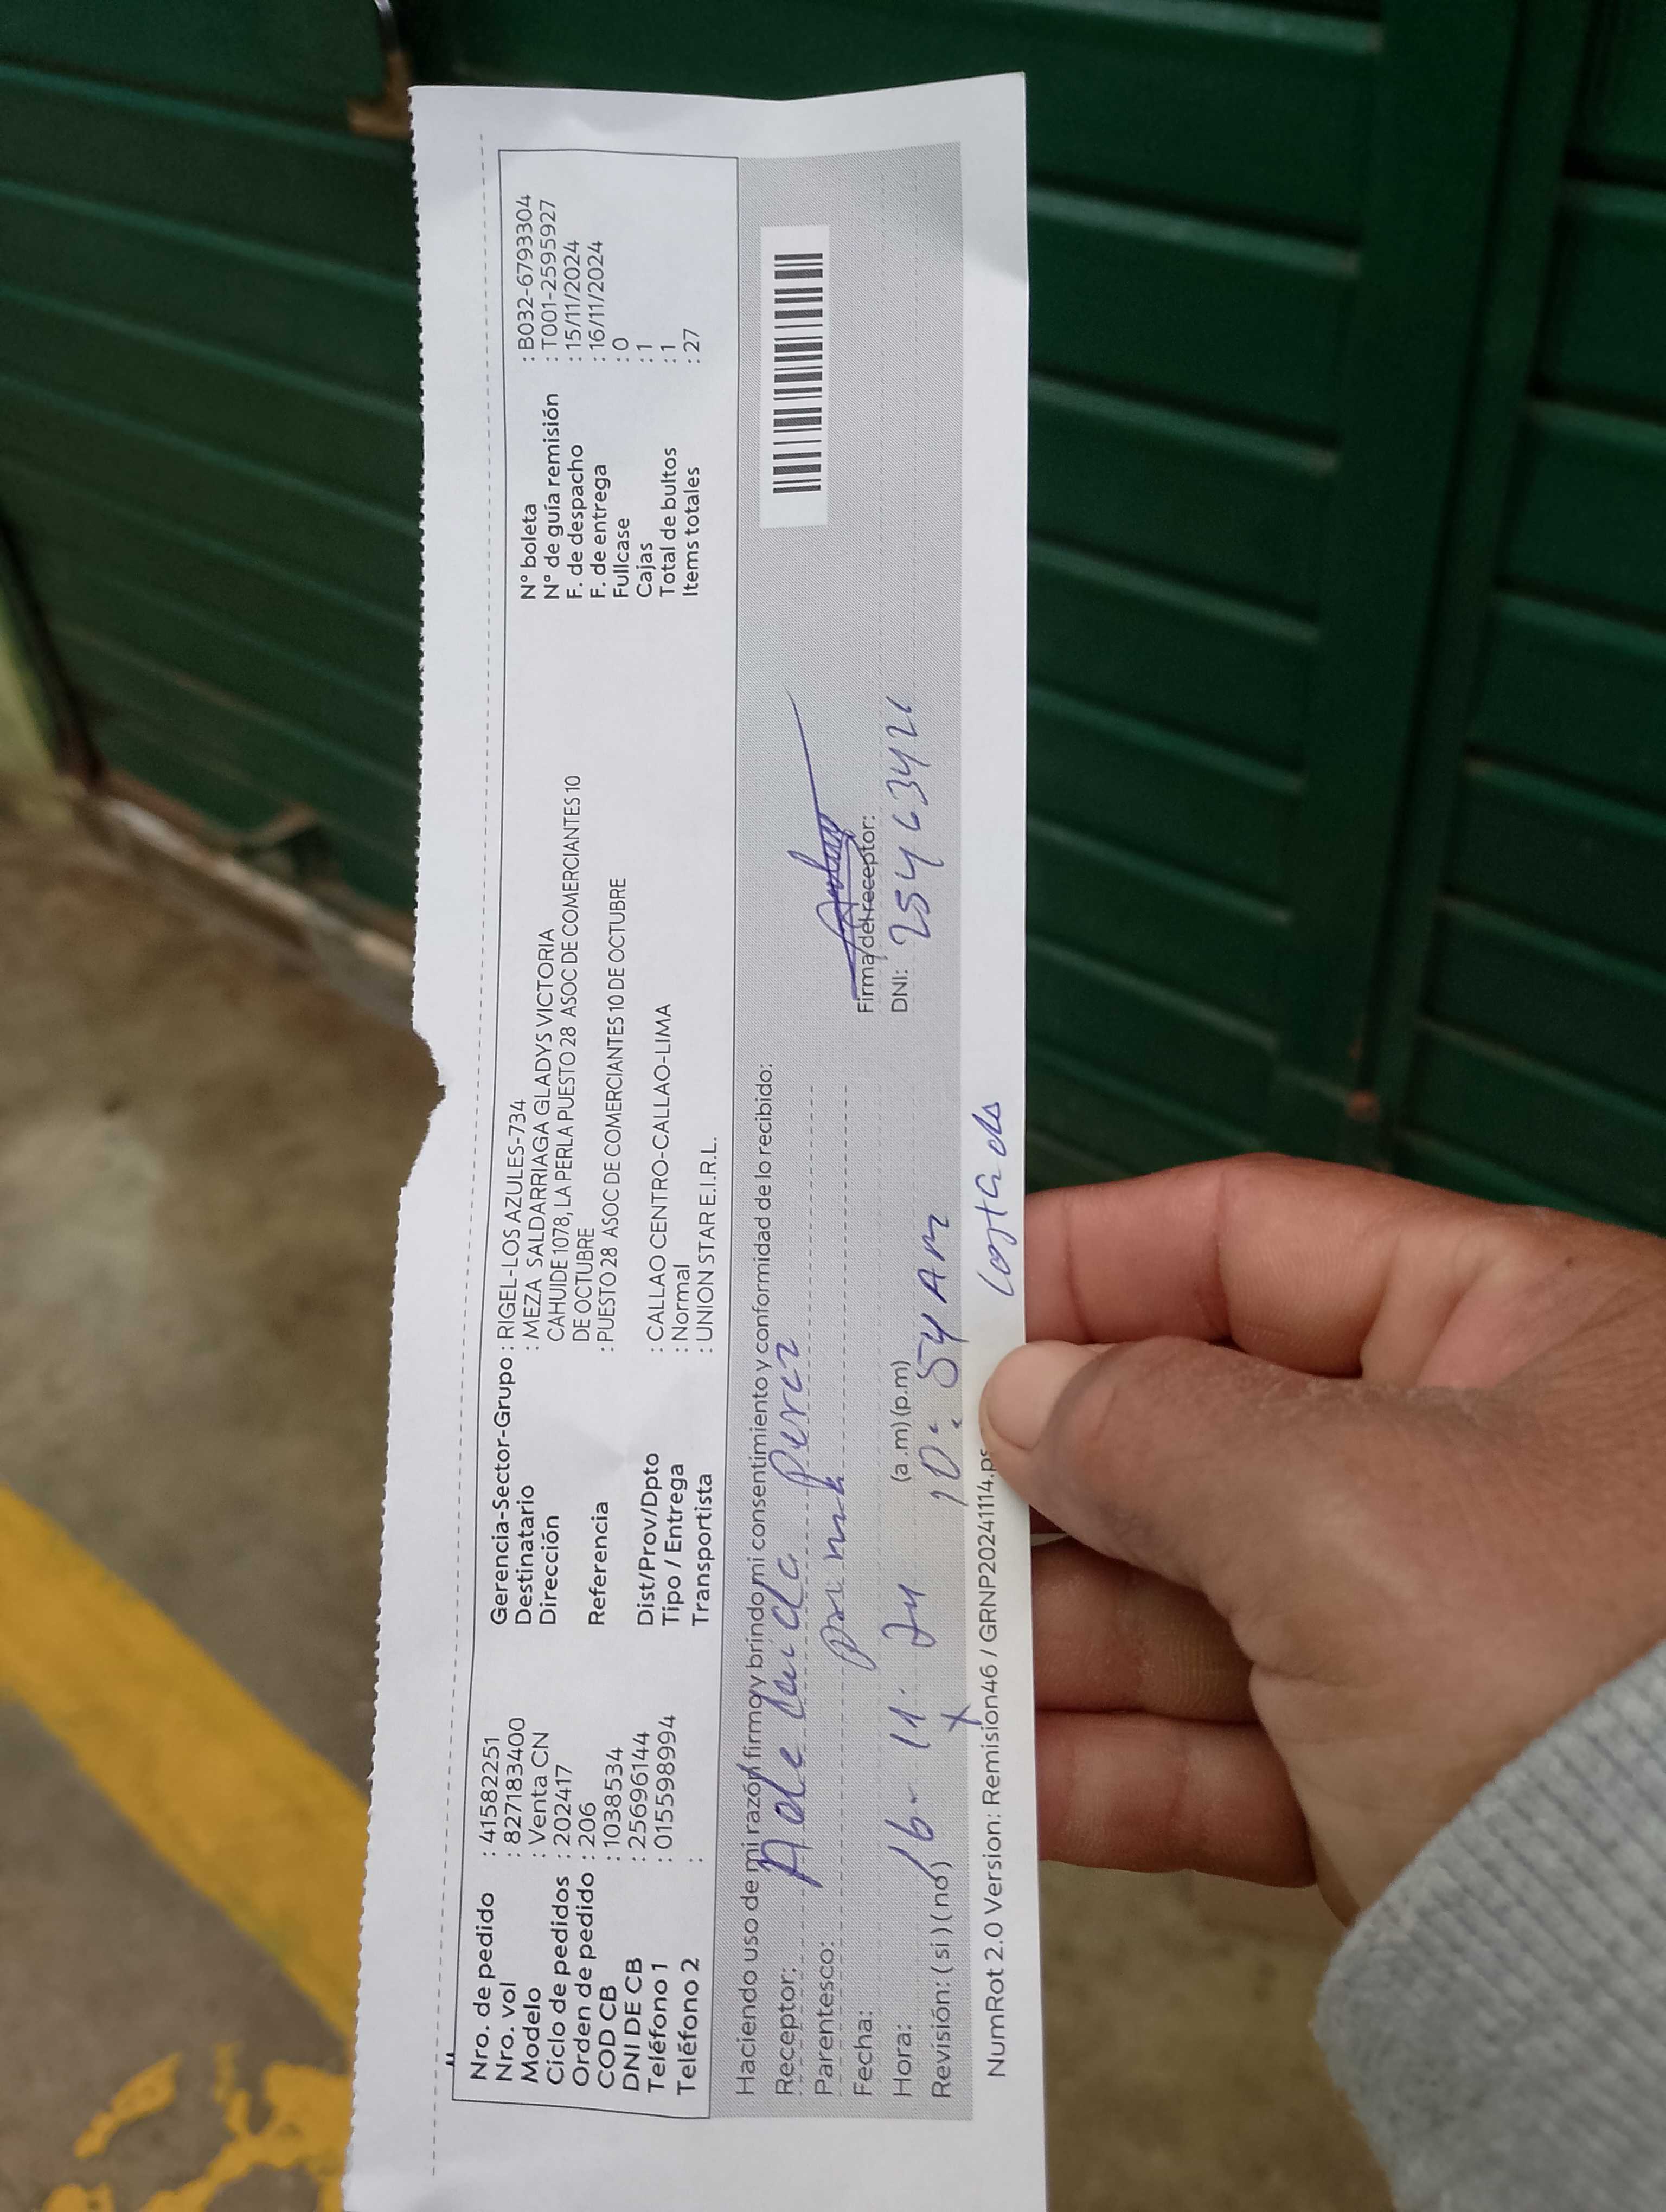 Nro. de pedido : 41582251
Nro. vol : 827183400
Modelo : Venta CN
Ciclo de pedidos : 202417
Orden de pedido : 206
COD CB : 1038534
DNI DE CB : 25696144
Teléfono 1 : 015598994
Teléfono 2 :
Gerencia-Sector-Grupo : RIGEL-LOS AZULES-734
Destinatario : MEZA SALDARRIAGA GLADYS VICTORIA
Dirección CAHUIDE 1078, LA PERLA PUESTO 28 ASOC DE COMERCIANTES 10
DE OCTUBRE
Referencia : PUESTO 28 ASOC DE COMERCIANTES 10 DE OCTUBRE
Dist/Prov/Dpto : CALLAO CENTRO-CALLAO-LIMA
Tipo / Entrega : Normal
Transportista : UNION STAR E.I.R.L.
N° boleta : B032-6793304
N° de guía remisión : T001-2595927
F. de despacho : 15/11/2024
F. de entrega : 16/11/2024
Fullcase : 0
Cajas : 1
Total de bultos : 1
Items totales : 27
Haciendo uso de mi razón firmo y brindo mi consentimiento y conformidad de lo recibido:
Receptor: Adelaida Perez
Parentesco:
Fecha: 16-11-24
Hora: (a.m) (p.m) 10:54 AM
Revisión: ( si ) ( no ) X
Firma del receptor:
DNI: 25463426
NumRot 2.0 Version: Remision46 / GRNP20241114.ps